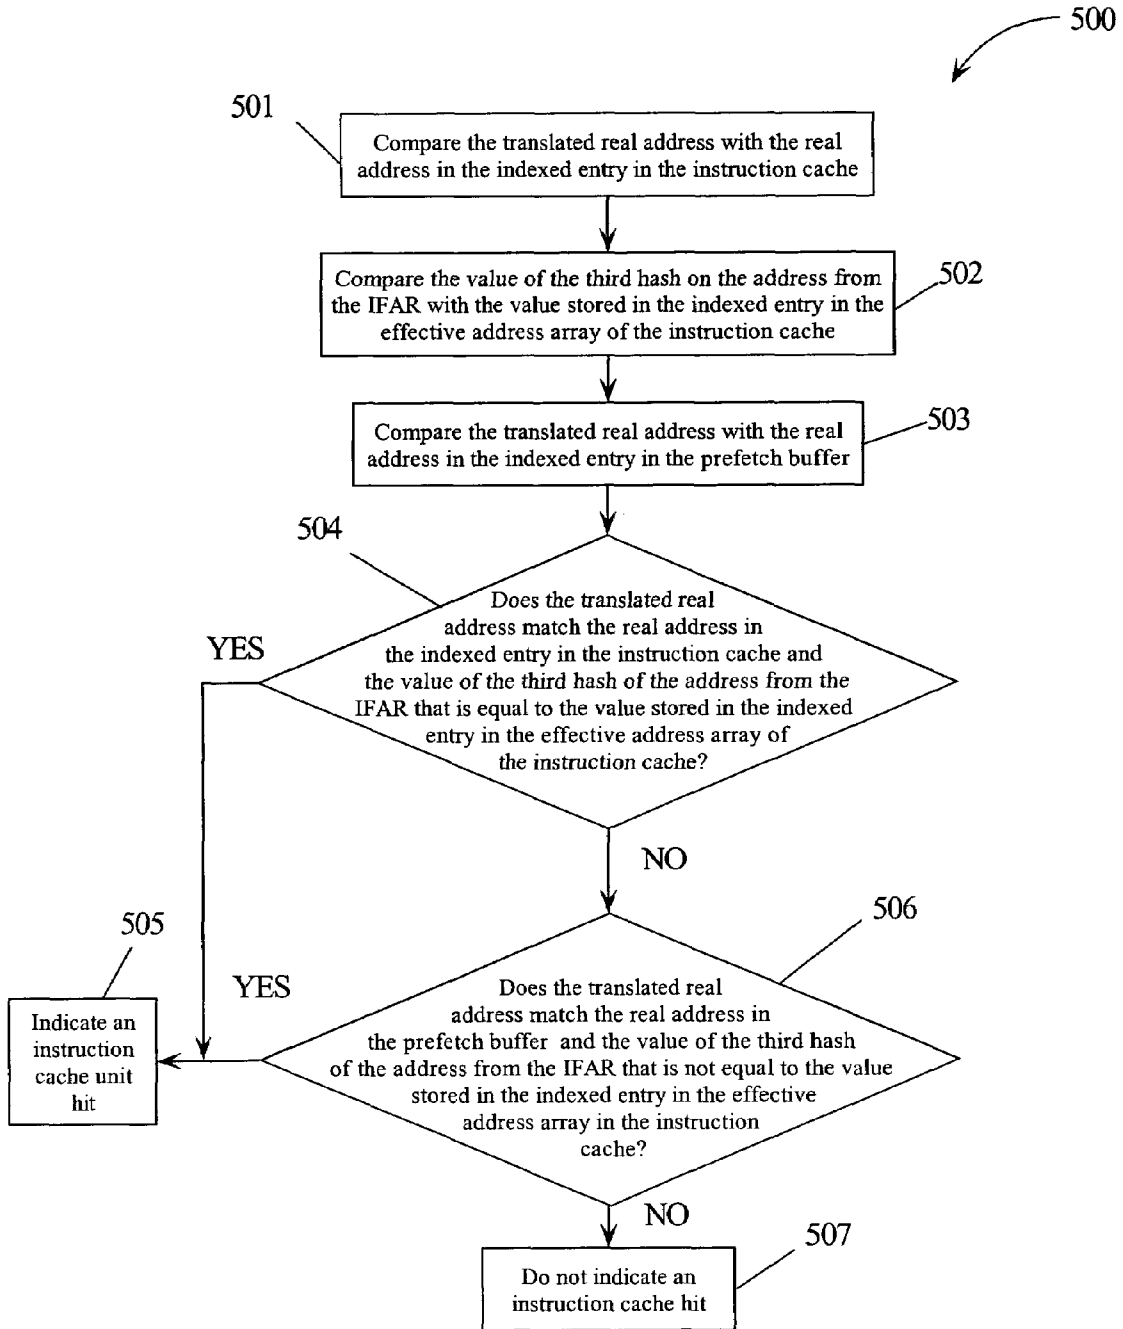 500
501
Compare the translated real address with the real
address in the indexed entry in the instruction cache
502
Compare the value of the third hash on the address from
the IFAR with the value stored in the indexed entry in the
effective address array of the instruction cache
503
Compare the translated real address with the real
address in the indexed entry in the prefetch buffer
504
Does the translated real
address match the real address in
the indexed entry in the instruction cache and
the value of the third hash of the address from the
IFAR that is equal to the value stored in the indexed
entry in the effective address array of
the instruction cache?
YES
NO
505
Indicate an
instruction
cache unit
hit
YES
506
Does the translated real
address match the real address in
the prefetch buffer and the value of the third hash
of the address from the IFAR that is not equal to the value
stored in the indexed entry in the effective
address array in the instruction
cache?
NO
507
Do not indicate an
instruction cache hit